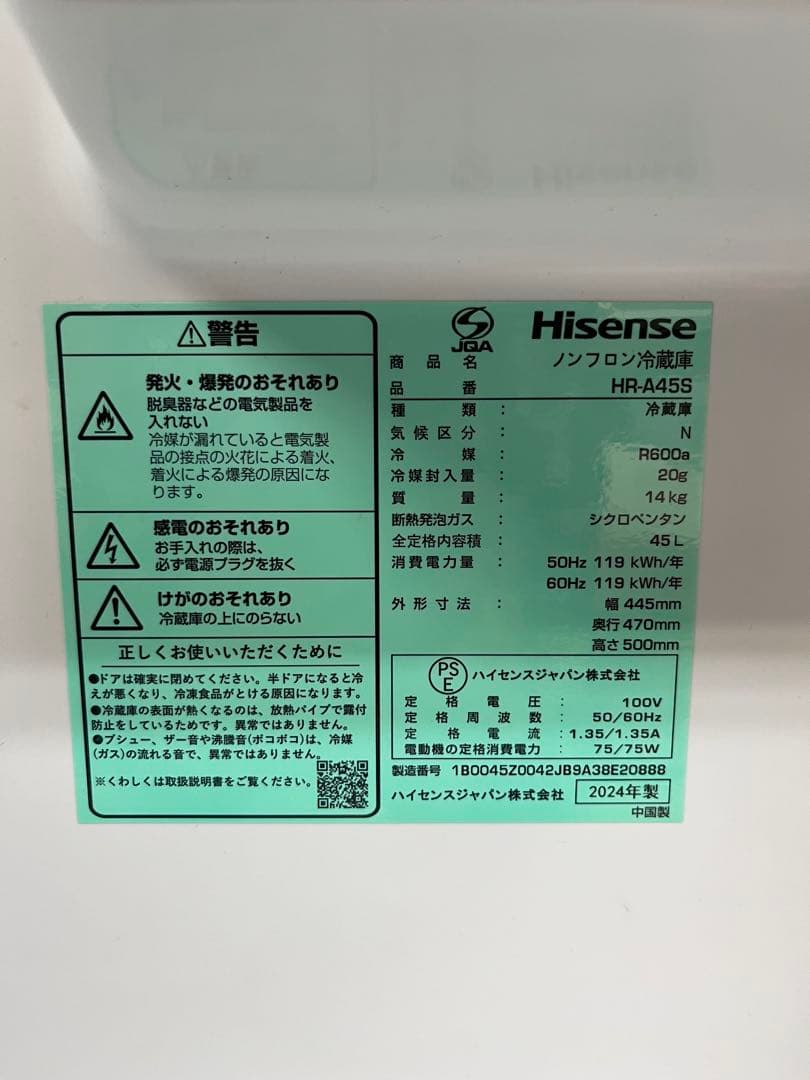 ⚠警告
発火・爆発のおそれあり
脱臭器などの電気製品を
入れない
冷媒が漏れていると電気製
品の接点の火花による着火、
着火による爆発の原因にな
ります。
感電のおそれあり
お手入れの際は、
必ず電源プラグを抜く
けがのおそれあり
冷蔵庫の上にのらない
正しくお使いいただくために
●ドアは確実に閉めてください。半ドアになると冷
えが悪くなり、冷凍食品がとける原因になります。
●冷蔵庫の表面が熱くなるのは、放熱パイプで露付
防止をしているためです。異常ではありません。
●プシュー、ザー音や沸騰音(ボコボコ)は、冷媒
(ガス)の流れる音で、異常ではありません。
※くわしくは取扱説明書をご覧ください。
JQA
Hisense
商品名 ノンフロン冷蔵庫
品番 HR-A45S
種類 : 冷蔵庫
気候区分 : N
冷媒 : R600a
冷媒封入量 : 20g
質量 : 14kg
断熱発泡ガス : シクロペンタン
全定格内容積 : 45L
消費電力量 : 50Hz 119 kWh/年
60Hz 119 kWh/年
外形寸法 : 幅 445mm
奥行 470mm
高さ 500mm
PS
E
ハイセンスジャパン株式会社
定格電圧 : 100V
定格周波数 : 50/60Hz
定格電流 : 1.35/1.35A
電動機の定格消費電力 : 75/75W
製造番号 1B0045Z0042JB9A38E20888
ハイセンスジャパン株式会社 2024年製
中国製